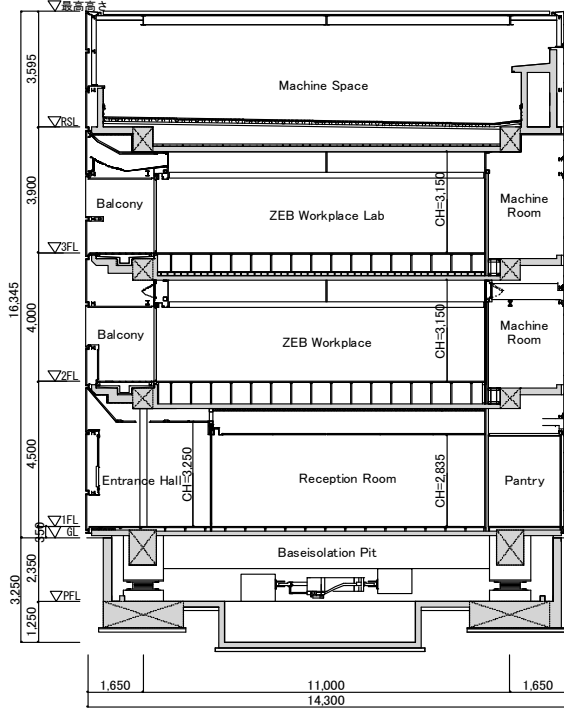 ▽最高高さ
3,595
Machine Space
▽RSL
3,900
Balcony
ZEB Workplace Lab
CH=3,150
Machine
Room
▽3FL
16,345
4,000
Balcony
ZEB Workplace
CH=3,150
Machine
Room
▽2FL
4,500
Entrance Hall
CH=3,250
Reception Room
CH=2,835
Pantry
▽1FL
350
▽GL
Baseisolation Pit
2,350
3,250
▽PFL
1,250
1,650
11,000
1,650
14,300